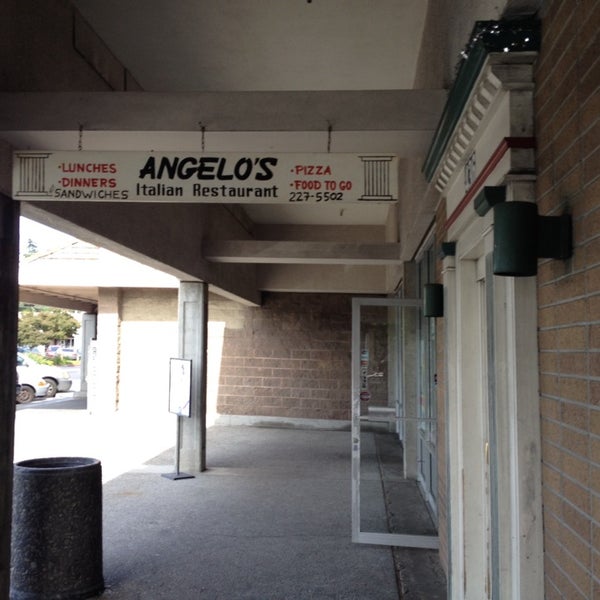 •LUNCHES
•DINNERS
& SANDWICHES
ANGELO'S
Italian Restaurant
•PIZZA
•FOOD TO GO
227-5502